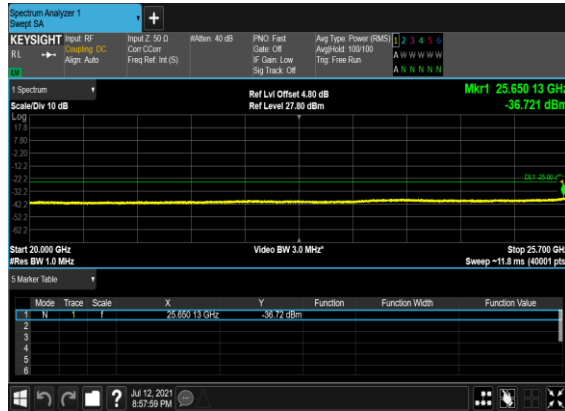 Spectrum Analyzer 1
Swept SA
+
KEYSIGHT Input: RF Input Z: 50 Ω #Atten: 40 dB PNO: Fast Avg Type: Power (RMS) 1 2 3 4 5 6
RL Coupling: DC Corr CCorr Gate: Off Avg|Hold: 100/100 A W W W W W
Align: Auto Freq Ref: Int (S) IF Gain: Low Trig: Free Run
LXI Sig Track: Off A N N N N N
1 Spectrum Ref Lvl Offset 4.80 dB Mkr1 25.650 13 GHz
Scale/Div 10 dB Ref Level 27.80 dBm -36.721 dBm
Log
17.8
7.80
-2.20
-12.2
-22.2 DL1 -25.00
-32.2
-42.2
-52.2
-62.2
Start 20.000 GHz Video BW 3.0 MHz* Stop 25.700 GH
#Res BW 1.0 MHz Sweep ~11.8 ms (40001 pts
5 Marker Table
Mode Trace Scale X Y Function Function Width Function Value
1 N 1 f 25.650 13 GHz -36.72 dBm
2
3
4
5
6
? Jul 12, 2021
8:57:59 PM